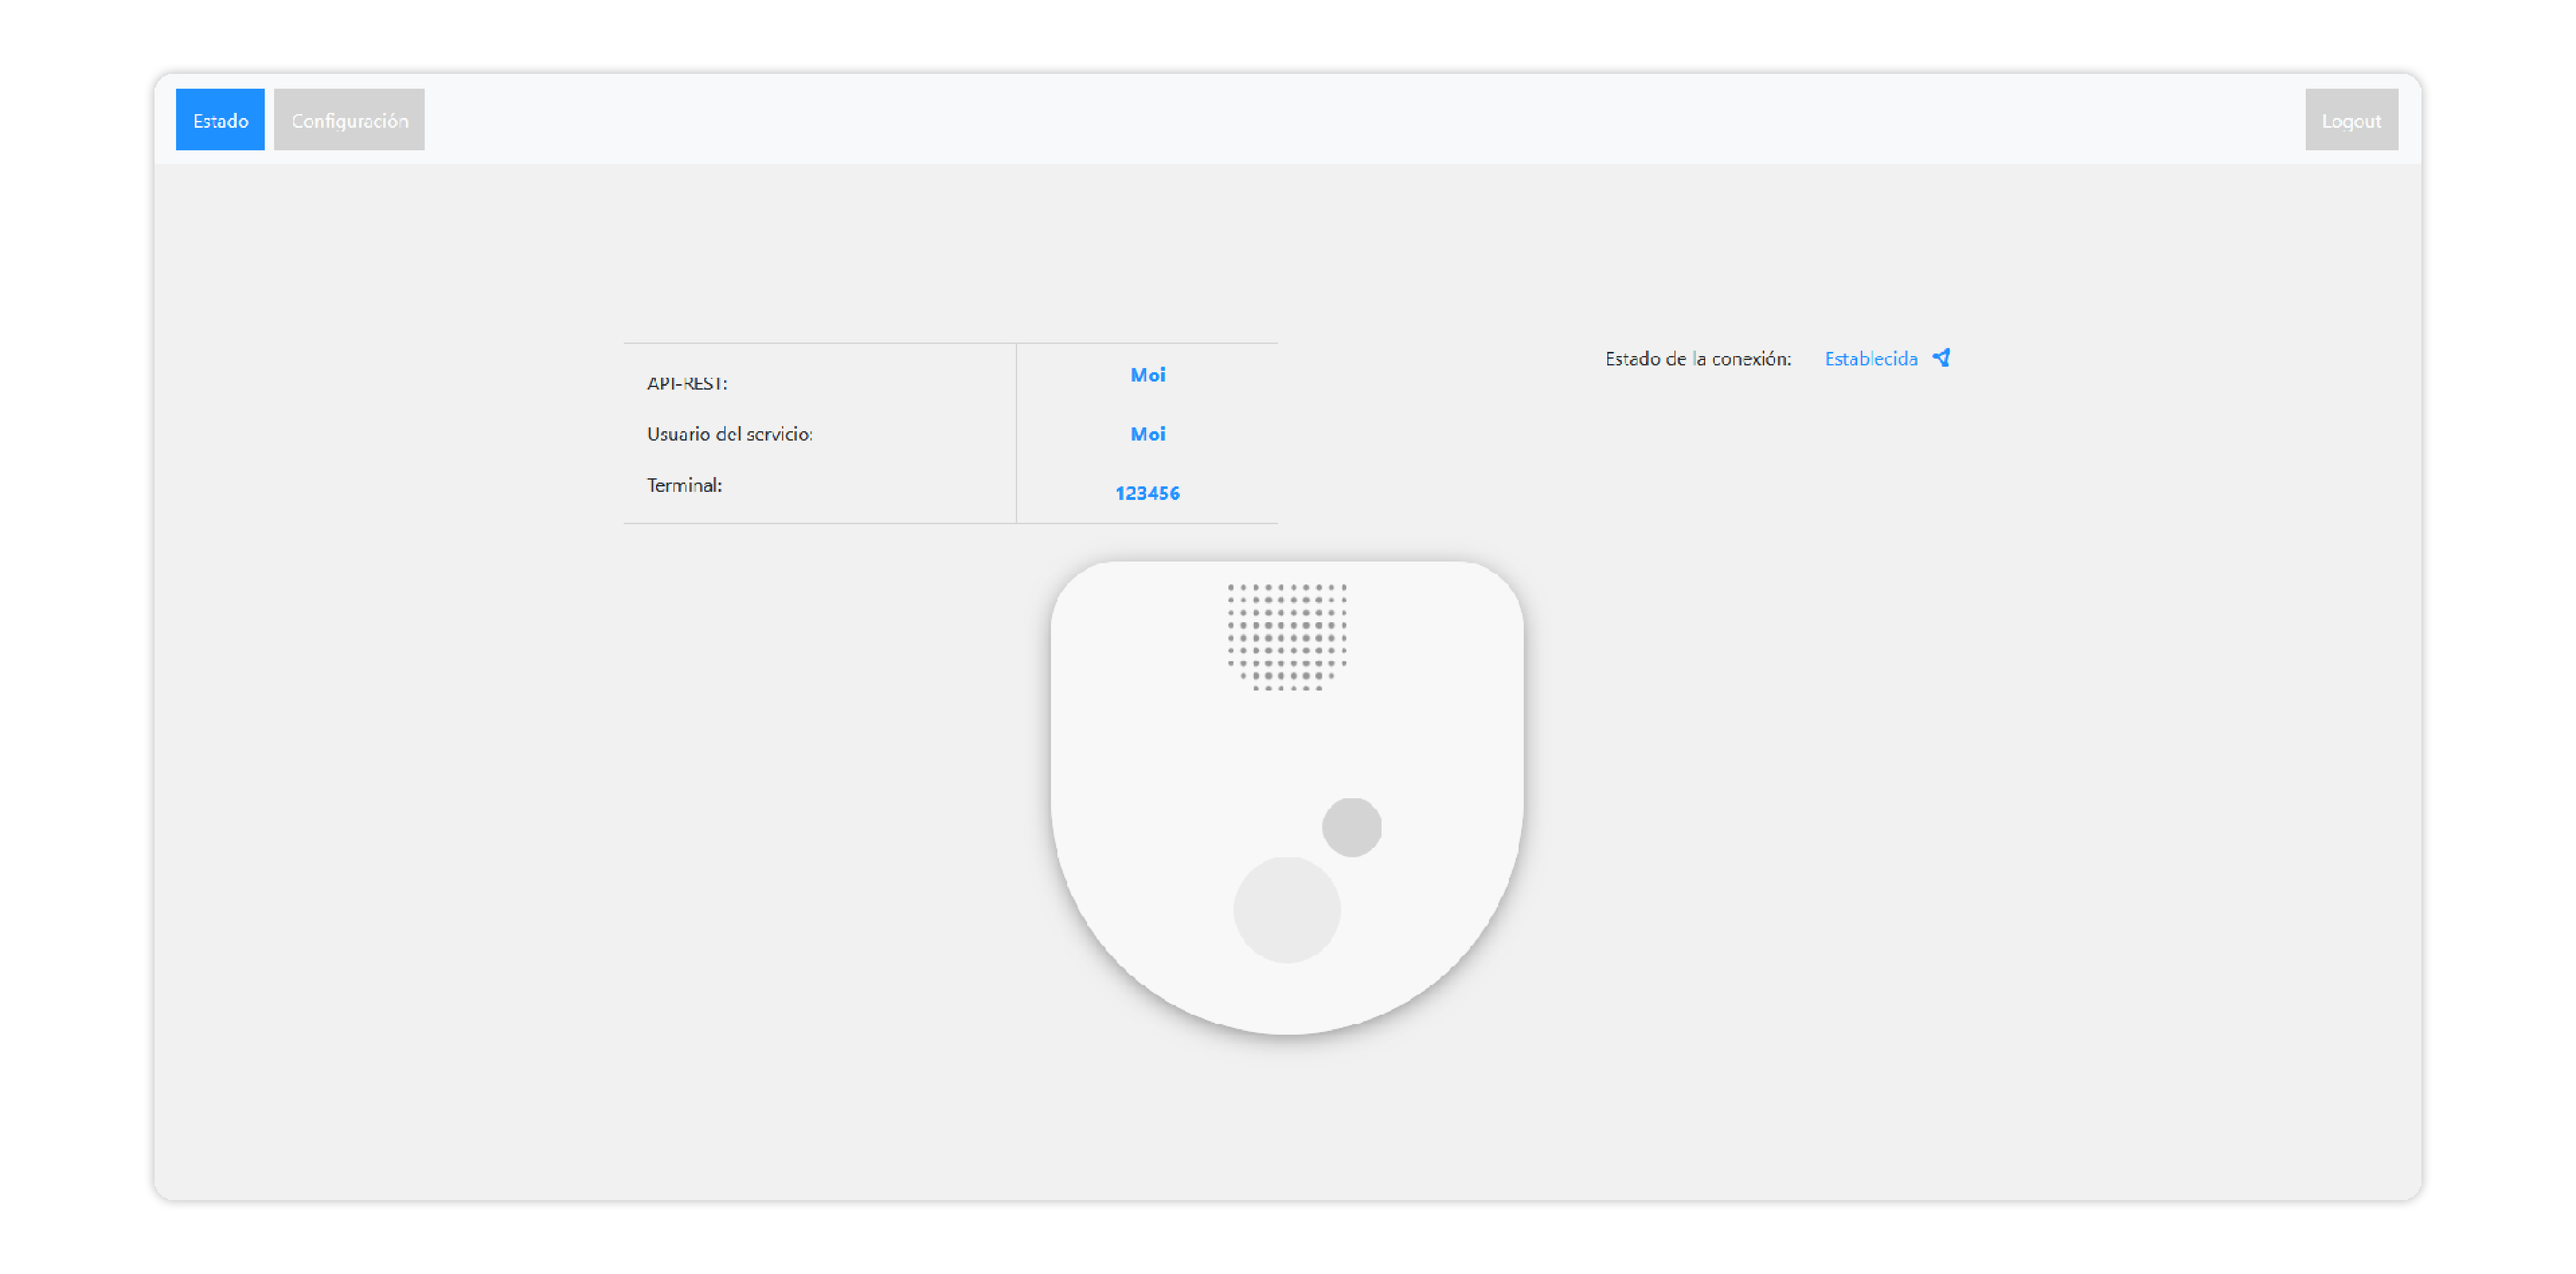 Estado Configuración Logout
API-REST: Moi
Usuario del servicio: Moi
Terminal: 123456
Estado de la conexión: Establecida